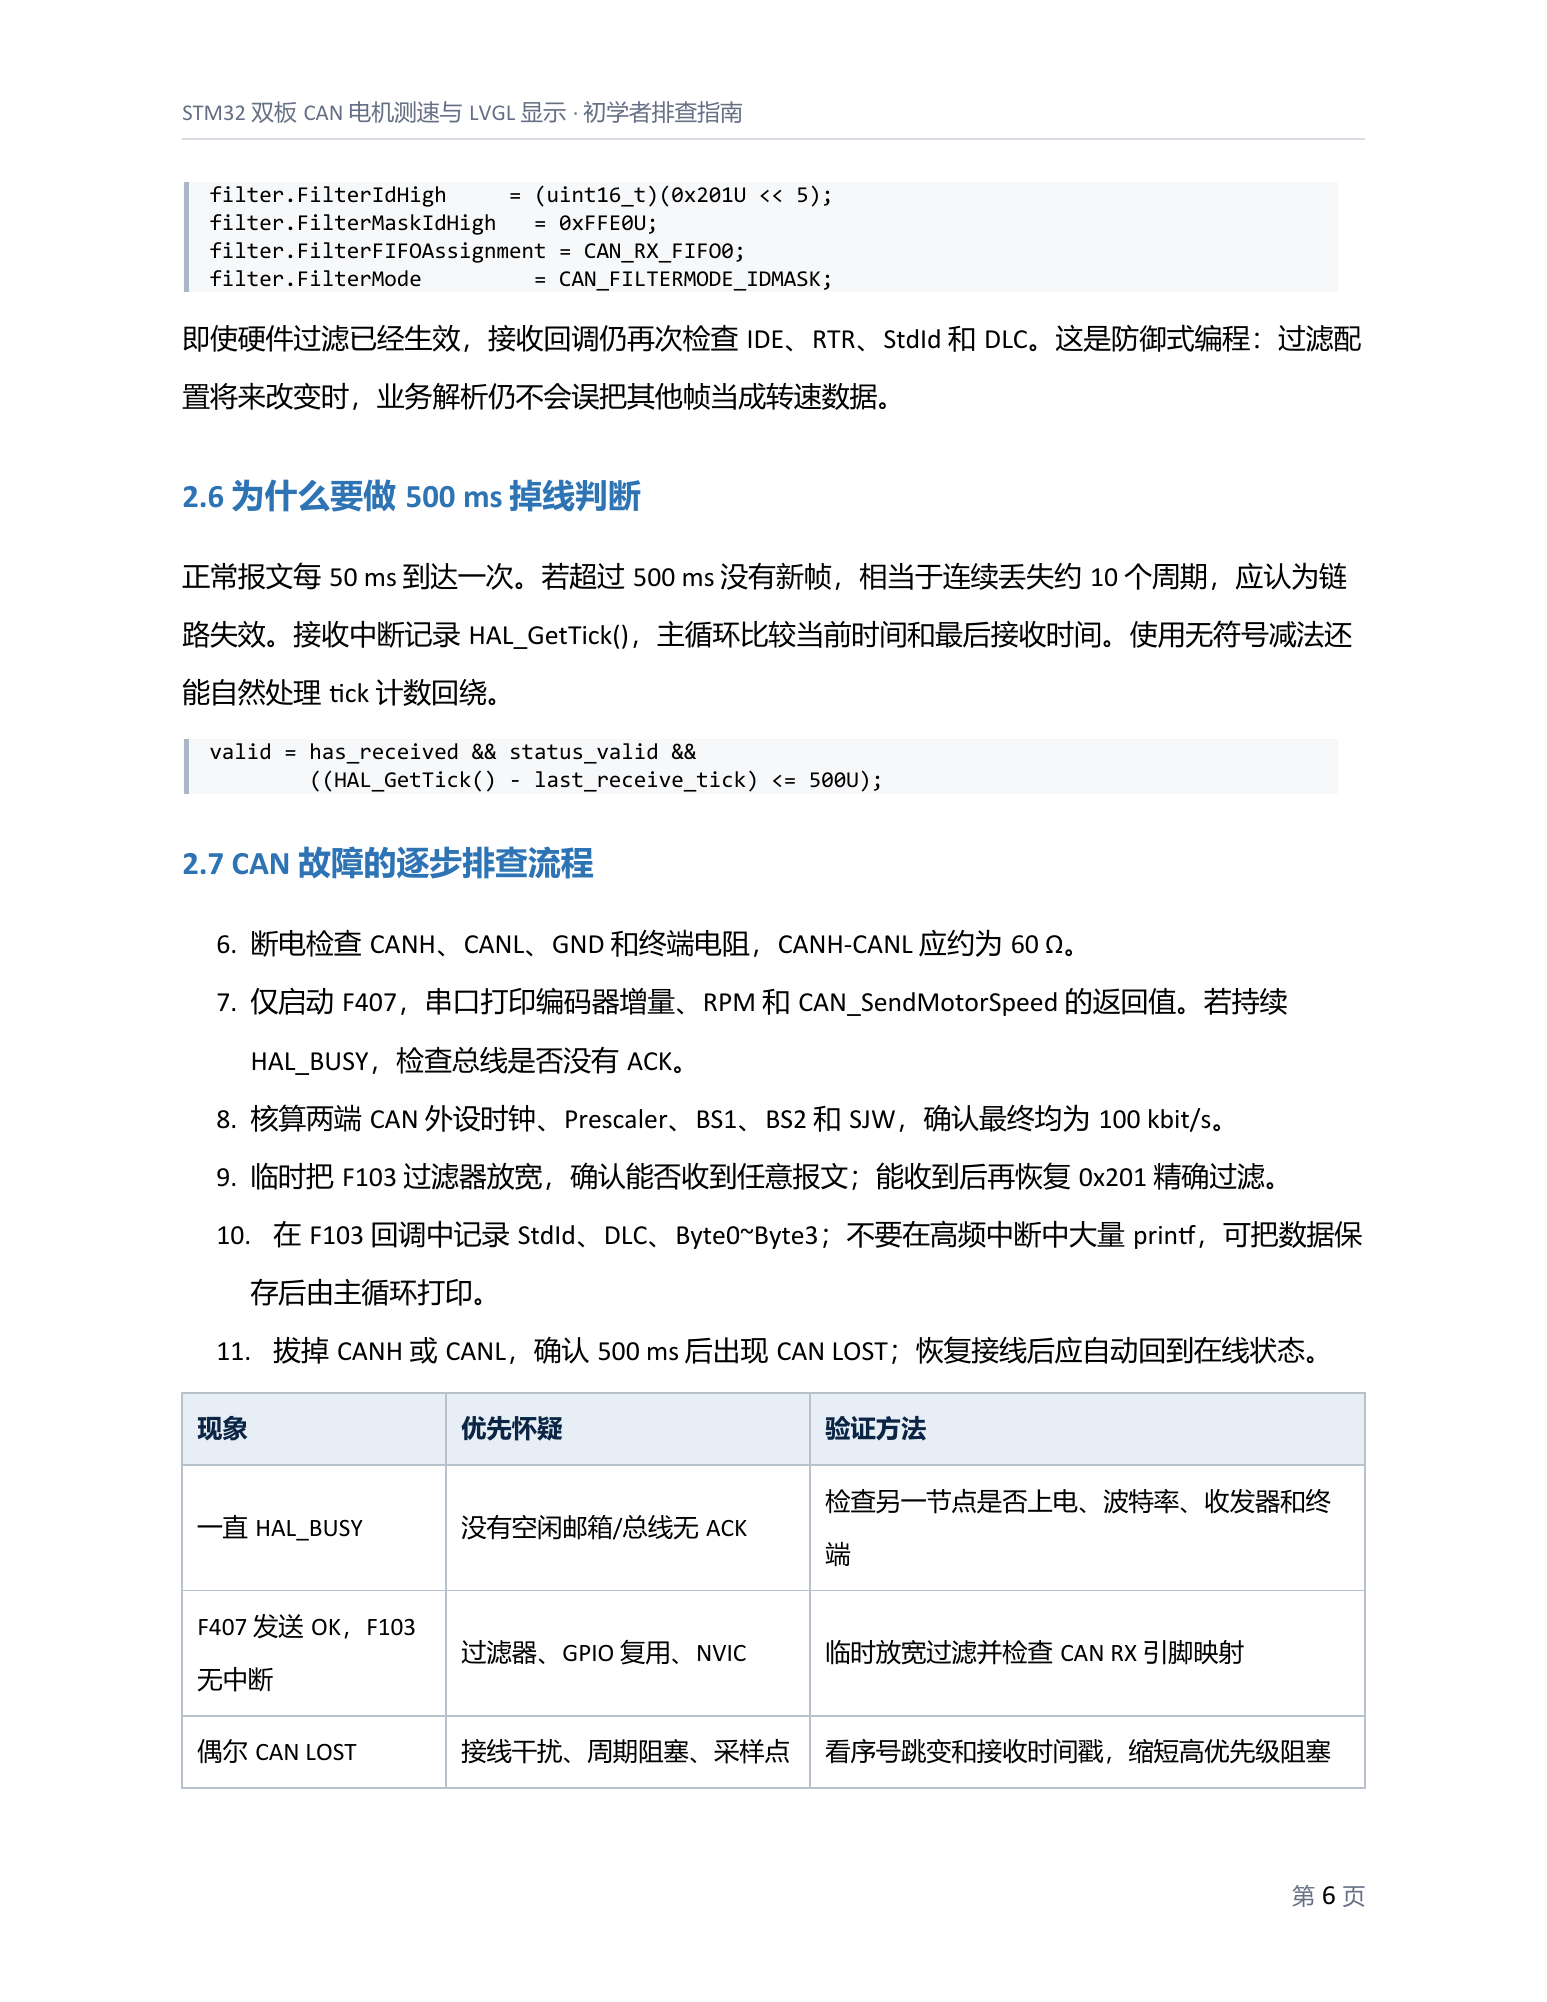 STM32 双板 CAN 电机测速与 LVGL 显示 · 初学者排查指南
filter.FilterIdHigh     = (uint16_t)(0x201U << 5);
filter.FilterMaskIdHigh   = 0xFFE0U;
filter.FilterFIFOAssignment = CAN_RX_FIFO0;
filter.FilterMode         = CAN_FILTERMODE_IDMASK;
即使硬件过滤已经生效，接收回调仍再次检查 IDE、RTR、StdId 和 DLC。这是防御式编程：过滤配
置将来改变时，业务解析仍不会误把其他帧当成转速数据。
2.6 为什么要做 500 ms 掉线判断
正常报文每 50 ms 到达一次。若超过 500 ms 没有新帧，相当于连续丢失约 10 个周期，应认为链
路失效。接收中断记录 HAL_GetTick()，主循环比较当前时间和最后接收时间。使用无符号减法还
能自然处理 tick 计数回绕。
valid = has_received && status_valid &&
        ((HAL_GetTick() - last_receive_tick) <= 500U);
2.7 CAN 故障的逐步排查流程
6. 断电检查 CANH、CANL、GND 和终端电阻，CANH-CANL 应约为 60 Ω。
7. 仅启动 F407，串口打印编码器增量、RPM 和 CAN_SendMotorSpeed 的返回值。若持续
HAL_BUSY，检查总线是否没有 ACK。
8. 核算两端 CAN 外设时钟、Prescaler、BS1、BS2 和 SJW，确认最终均为 100 kbit/s。
9. 临时把 F103 过滤器放宽，确认能否收到任意报文；能收到后再恢复 0x201 精确过滤。
10. 在 F103 回调中记录 StdId、DLC、Byte0~Byte3；不要在高频中断中大量 printf，可把数据保
存后由主循环打印。
11. 拔掉 CANH 或 CANL，确认 500 ms 后出现 CAN LOST；恢复接线后应自动回到在线状态。
现象 优先怀疑 验证方法
一直 HAL_BUSY 没有空闲邮箱/总线无 ACK 检查另一节点是否上电、波特率、收发器和终
端
F407 发送 OK，F103
无中断 过滤器、GPIO 复用、NVIC 临时放宽过滤并检查 CAN RX 引脚映射
偶尔 CAN LOST 接线干扰、周期阻塞、采样点 看序号跳变和接收时间戳，缩短高优先级阻塞
第 6 页